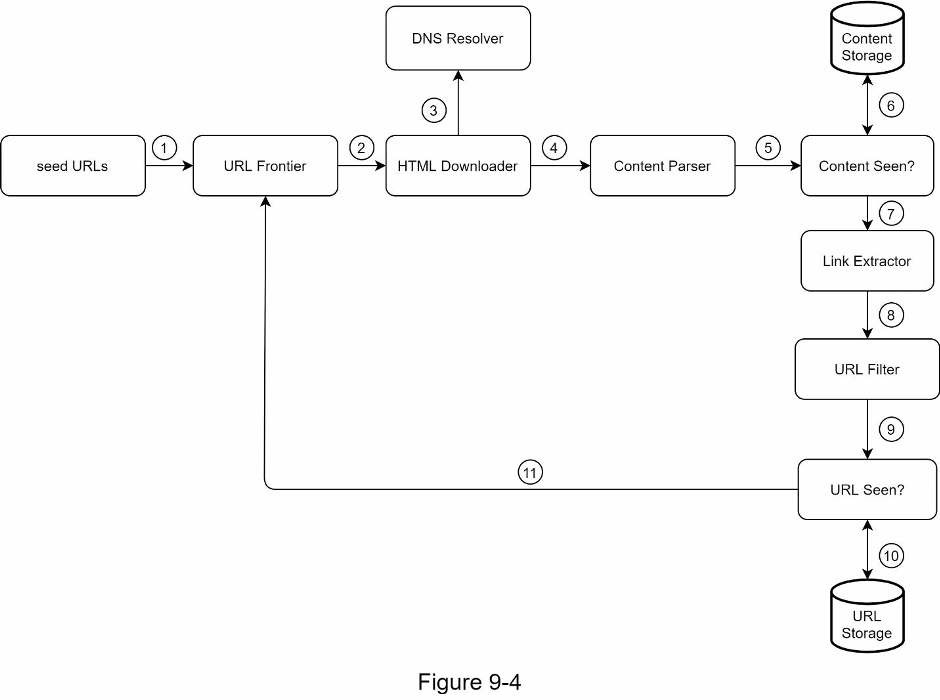 DNS Resolver
Content
Storage
3
6
seed URLs
1
URL Frontier
2
HTML Downloader
4
Content Parser
5
Content Seen?
7
Link Extractor
8
URL Filter
9
11
URL Seen?
10
URL
Storage
Figure 9-4